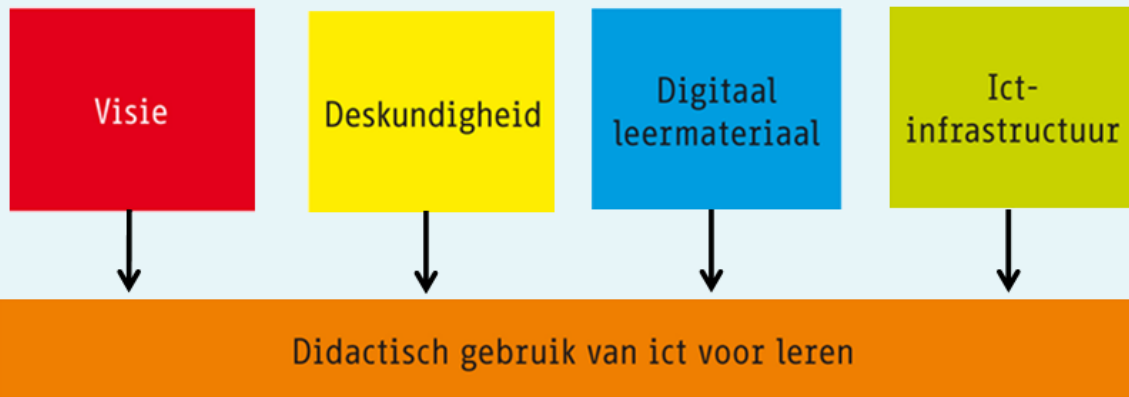 Visie
Deskundigheid
Digitaal
leermateriaal
Ict-
infrastructuur
Didactisch gebruik van ict voor leren